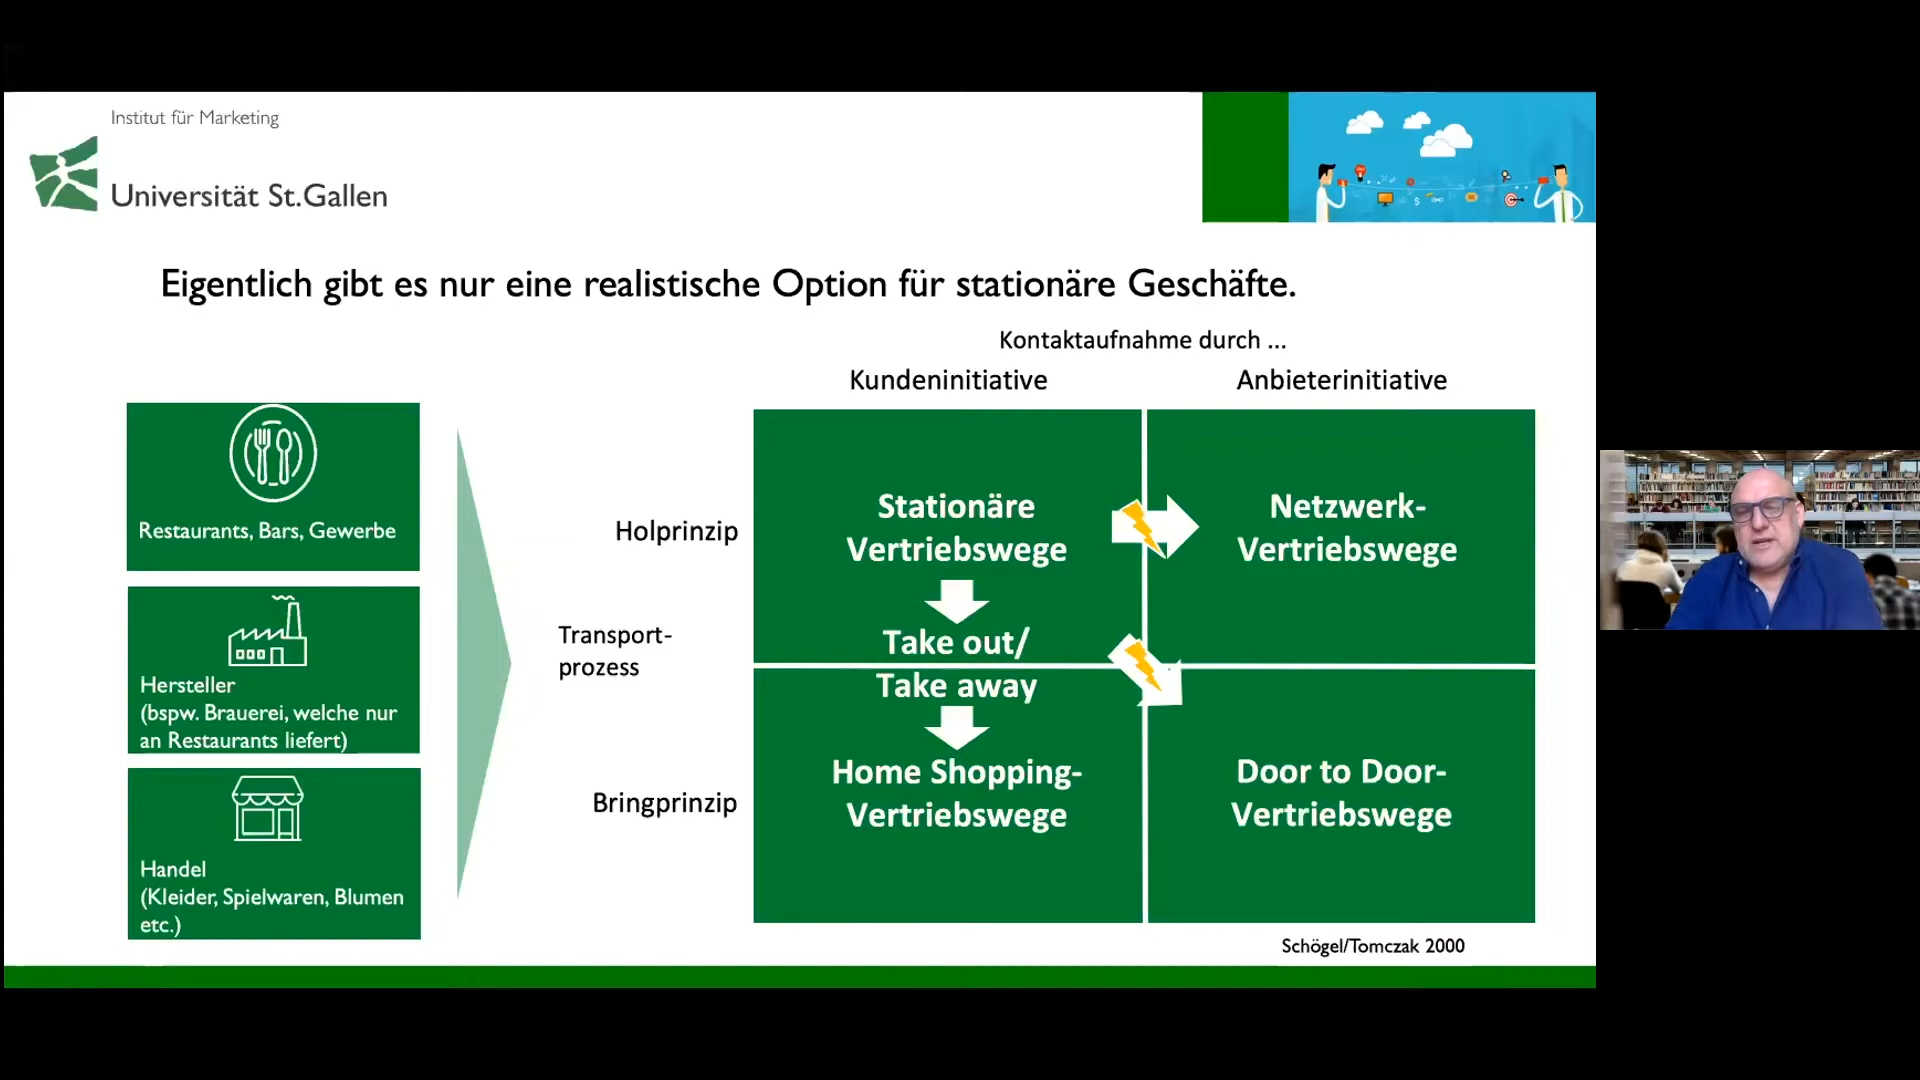 Institut für Marketing
Universität St.Gallen
Eigentlich gibt es nur eine realistische Option für stationäre Geschäfte.
Kontaktaufnahme durch ...
Kundeninitiative
Anbieterinitiative
Restaurants, Bars, Gewerbe
Hersteller
(bspw. Brauerei, welche nur
an Restaurants liefert)
Handel
(Kleider, Spielwaren, Blumen
etc.)
Transport-
prozess
Holprinzip
Bringprinzip
Stationäre
Vertriebswege
Take out/
Take away
Home Shopping-
Vertriebswege
Netzwerk-
Vertriebswege
Door to Door-
Vertriebswege
Schögel/Tomczak 2000